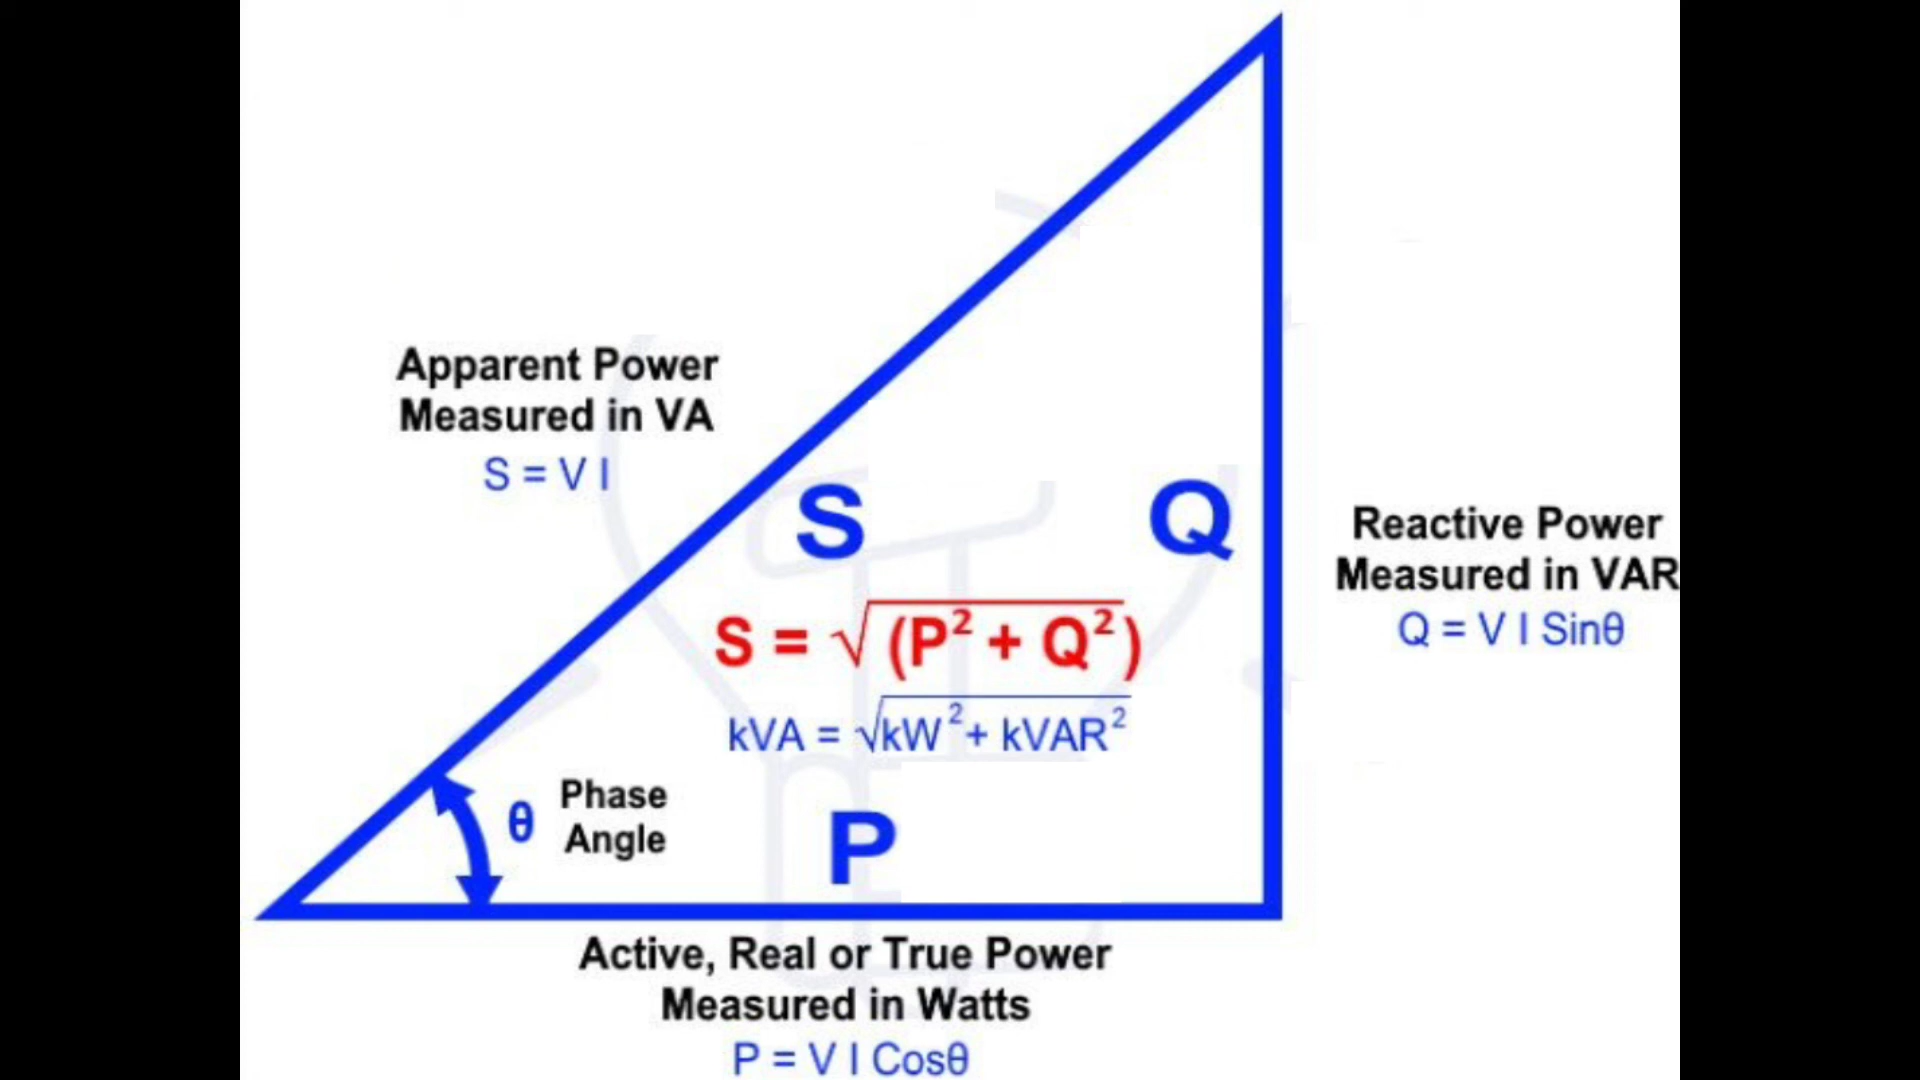 Apparent Power
Measured in VA
S = V I
S
Q
Reactive Power
Measured in VAR
Q = V I Sinθ
S = √(P² + Q²)
kVA = √kW² + kVAR²
θ
Phase
Angle
P
Active, Real or True Power
Measured in Watts
P = V I Cosθ